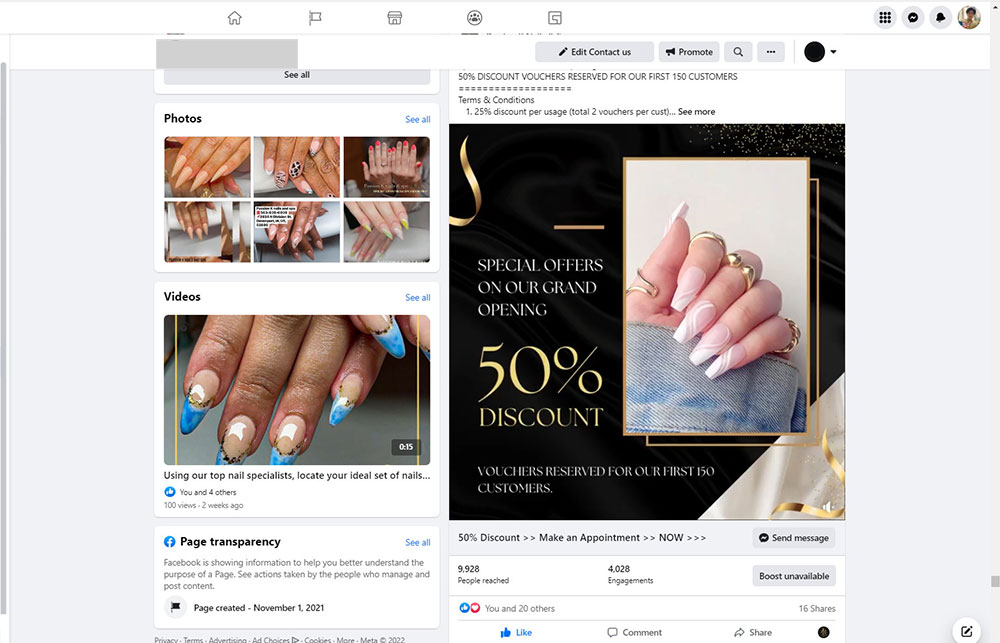 Edit Contact us
Promote
See all
Photos
See all
Videos
See all
0:15
Using our top nail specialists, locate your ideal set of nails...
You and 4 others
100 views · 2 weeks ago
Page transparency
See all
Facebook is showing information to help you better understand the
purpose of a Page. See actions taken by the people who manage and
post content.
Page created - November 1, 2021
Privacy · Terms · Advertising · Ad Choices · Cookies · More · Meta © 2022
50% DISCOUNT VOUCHERS RESERVED FOR OUR FIRST 150 CUSTOMERS
===================
Terms & Conditions
1. 25% discount per usage (total 2 vouchers per cust)... See more
SPECIAL OFFERS
ON OUR GRAND
OPENING
50%
DISCOUNT
VOUCHERS RESERVED FOR OUR FIRST 150
CUSTOMERS.
50% Discount >> Make an Appointment >> NOW >>>
Send message
9,928
People reached
4,028
Engagements
Boost unavailable
You and 20 others
16 Shares
Like
Comment
Share